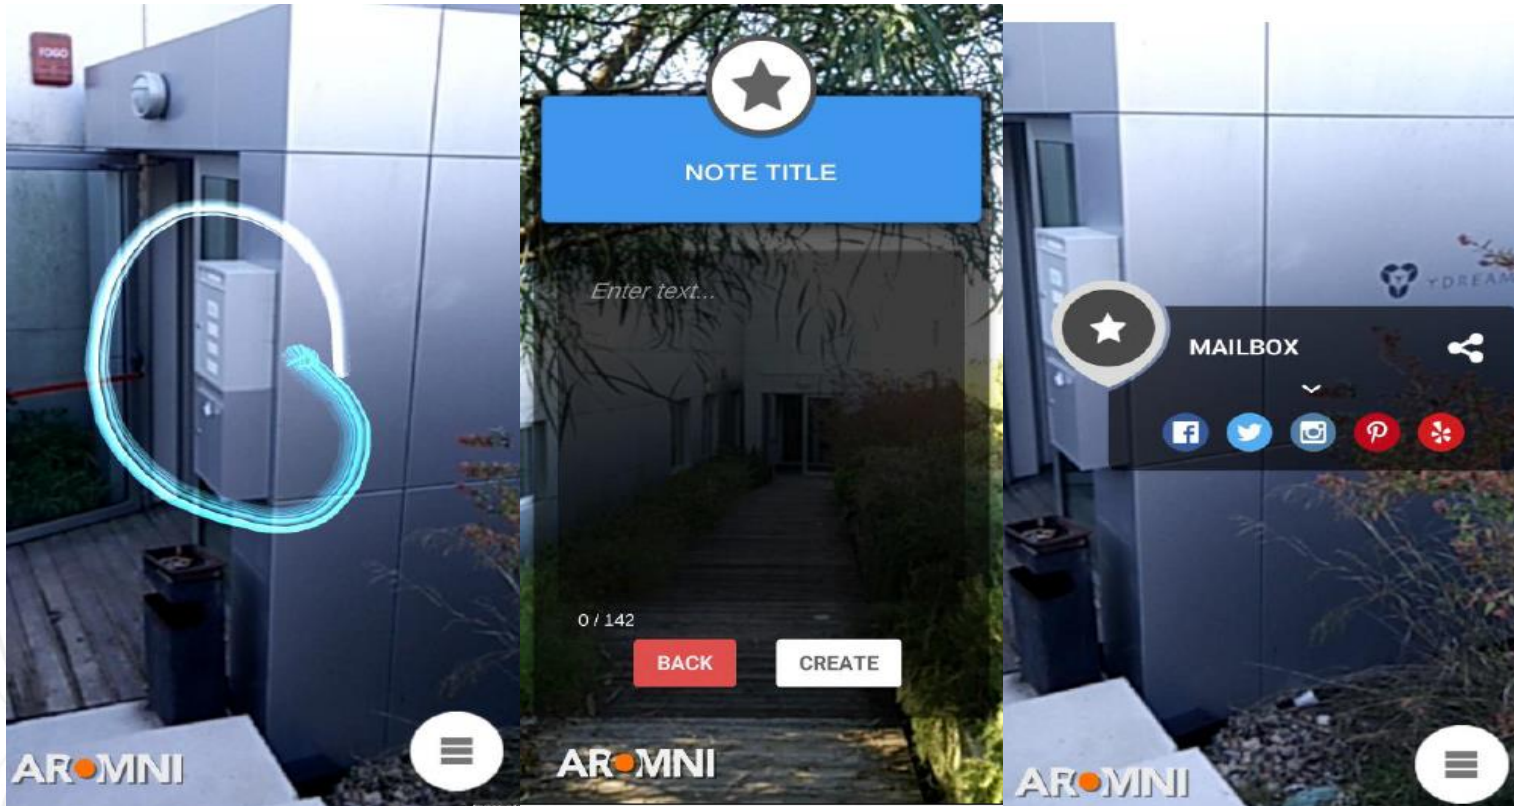 FOGO
AROMNI
NOTE TITLE
Enter text...
0 / 142
BACK
CREATE
AROMNI
YDREAM
MAILBOX
AROMNI